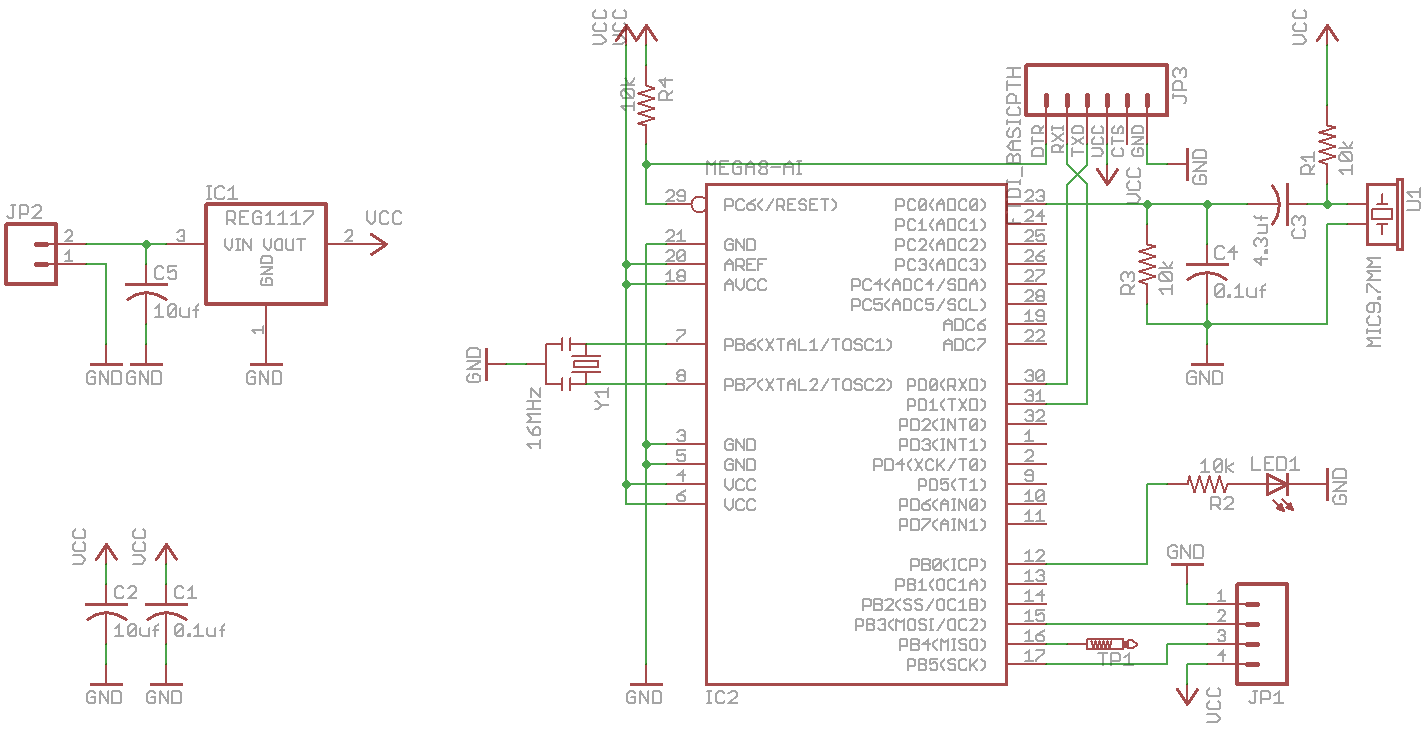 JP2
2
1
C5
10uf
GND
GND
IC1
REG1117
VIN VOUT
GND
3
2
1
VCC
GND
VCC
VCC
C2
10uf
C1
0.1uf
GND
GND
VCC
VCC
10k
R4
MEGA8-AI
29
PC6(/RESET)
21
GND
20
AREF
18
AVCC
7
PB6(XTAL1/TOSC1)
8
PB7(XTAL2/TOSC2)
3
GND
5
GND
4
VCC
6
VCC
GND
16MHz
Y1
GND
IC2
PC0(ADC0)
23
PC1(ADC1)
24
PC2(ADC2)
25
PC3(ADC3)
26
PC4(ADC4/SDA)
27
PC5(ADC5/SCL)
28
ADC6
19
ADC7
22
PD0(RXD)
30
PD1(TXD)
31
PD2(INT0)
32
PD3(INT1)
1
PD4(XCK/T0)
2
PD5(T1)
9
PD6(AIN0)
10
PD7(AIN1)
11
PB0(ICP)
12
PB1(OC1A)
13
PB2(SS/OC1B)
14
PB3(MOSI/OC2)
15
PB4(MISO)
16
PB5(SCK)
17
TP1
FTDI_BASICPTH
JP3
DTR
RXI
TXO
VCC
CTS
GND
VCC
GND
VCC
R1
10k
U1
MIC9.7MM
C3
4.3uf
C4
0.1uf
R3
10k
GND
10k
R2
LED1
GND
GND
1
2
3
4
JP1
VCC